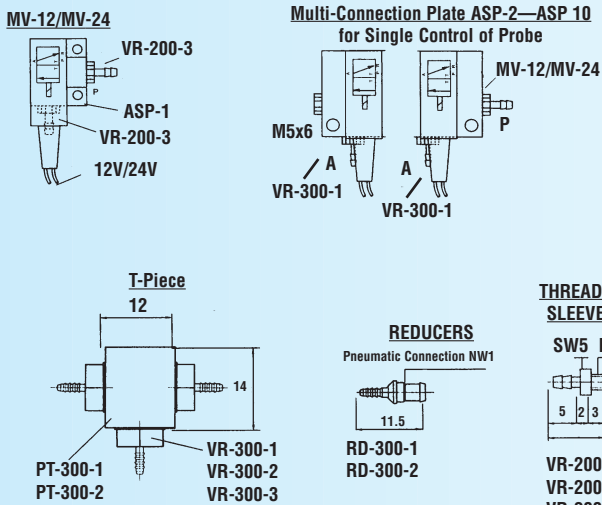 MV-12/MV-24
VR-200-3
P
ASP-1
VR-200-3
12V/24V
Multi-Connection Plate ASP-2—ASP 10
for Single Control of Probe
MV-12/MV-24
M5x6
P
A
A
VR-300-1
VR-300-1
T-Piece
12
14
PT-300-1
PT-300-2
VR-300-1
VR-300-2
VR-300-3
REDUCERS
Pneumatic Connection NW1
11.5
RD-300-1
RD-300-2
THREAD
SLEEVE
SW5
5 2 3
VR-200
VR-200